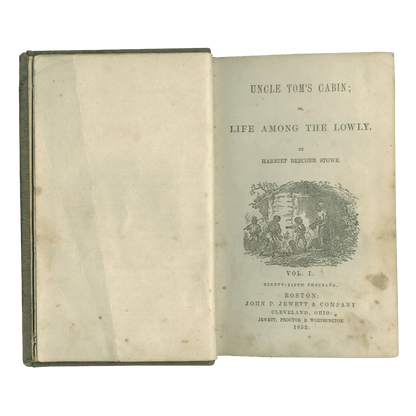 UNCLE TOM'S CABIN;
OR,
LIFE AMONG THE LOWLY.
BY
HARRIET BEECHER STOWE.
VOL. I.
THOUSAND.
BOSTON:
JOHN P. JEWETT & COMPANY
CLEVELAND, OHIO:
JEWETT, PROCTOR & WORTHINGTON
1852.